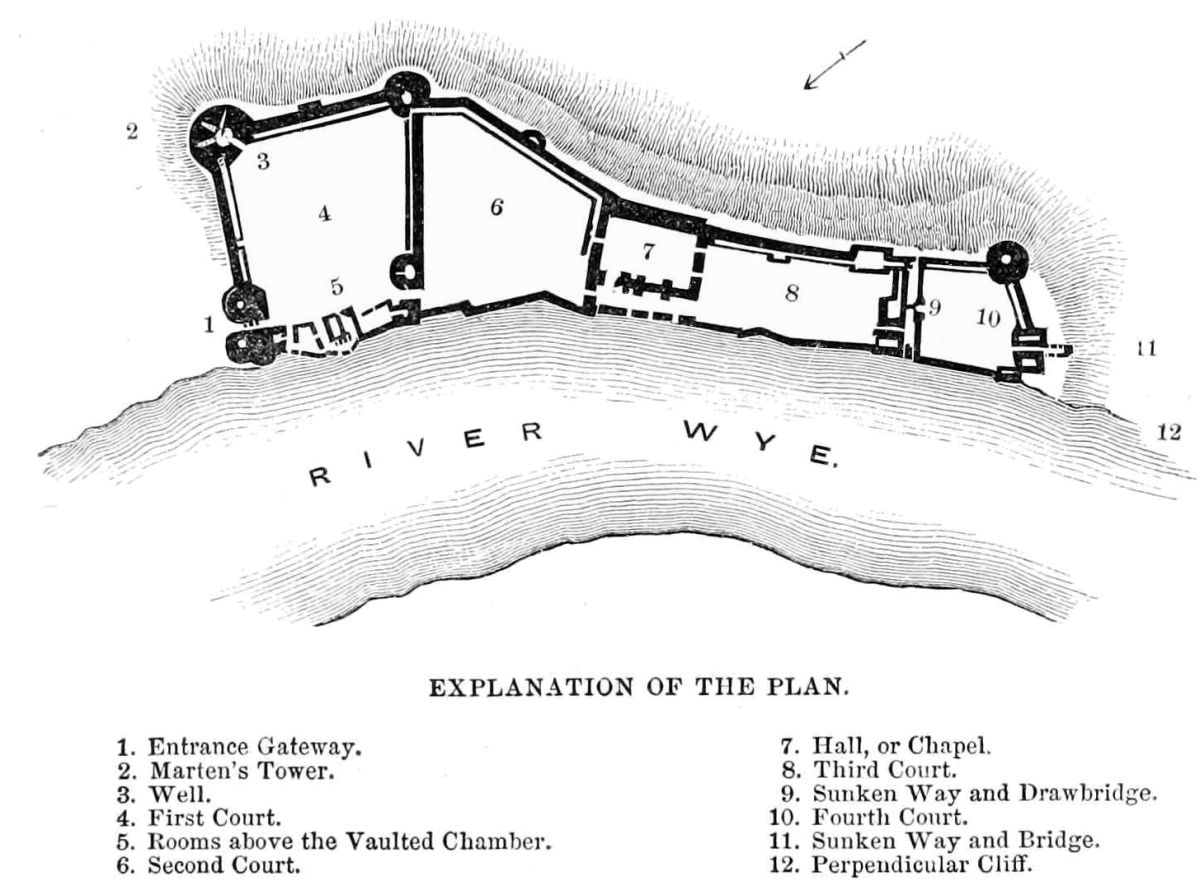 2
3
4
6
5
7
8
9
10
1
11
12
RIVER WYE.
EXPLANATION OF THE PLAN.
1. Entrance Gateway.
2. Marten's Tower.
3. Well.
4. First Court.
5. Rooms above the Vaulted Chamber.
6. Second Court.
7. Hall, or Chapel.
8. Third Court.
9. Sunken Way and Drawbridge.
10. Fourth Court.
11. Sunken Way and Bridge.
12. Perpendicular Cliff.